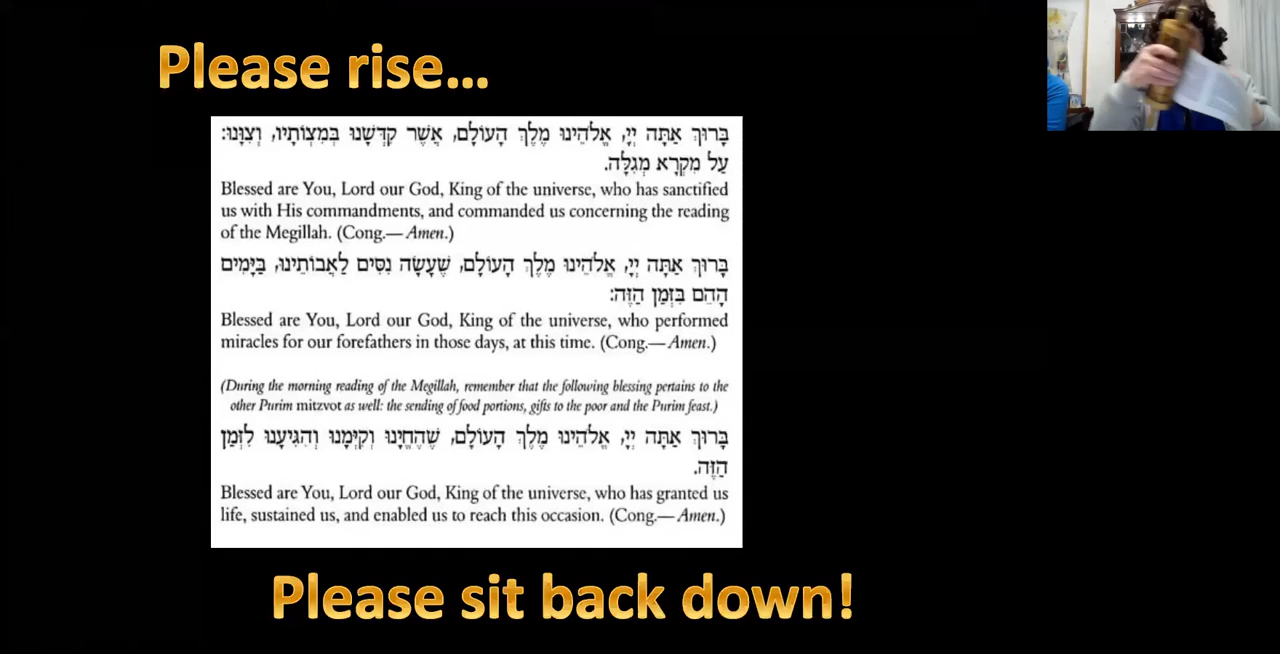 Please rise...
בָּרוּךְ אַתָּה יְיָ, אֱלֹהֵינוּ מֶלֶךְ הָעוֹלָם, אֲשֶׁר קִדְּשָׁנוּ בְּמִצְוֹתָיו, וְצִוָּנוּ:
עַל מִקְרָא מְגִלָּה.
Blessed are You, Lord our God, King of the universe, who has sanctified
us with His commandments, and commanded us concerning the reading
of the Megillah. (Cong.—Amen.)
בָּרוּךְ אַתָּה יְיָ, אֱלֹהֵינוּ מֶלֶךְ הָעוֹלָם, שֶׁעָשָׂה נִסִּים לַאֲבוֹתֵינוּ, בַּיָּמִים
הָהֵם בִּזְמַן הַזֶּה:
Blessed are You, Lord our God, King of the universe, who performed
miracles for our forefathers in those days, at this time. (Cong.—Amen.)
(During the morning reading of the Megillah, remember that the following blessing pertains to the
other Purim mitzvot as well: the sending of food portions, gifts to the poor and the Purim feast.)
בָּרוּךְ אַתָּה יְיָ, אֱלֹהֵינוּ מֶלֶךְ הָעוֹלָם, שֶׁהֶחֱיָנוּ וְקִיְּמָנוּ וְהִגִּיעָנוּ לִזְמַן
הַזֶּה.
Blessed are You, Lord our God, King of the universe, who has granted us
life, sustained us, and enabled us to reach this occasion. (Cong.—Amen.)
Please sit back down!